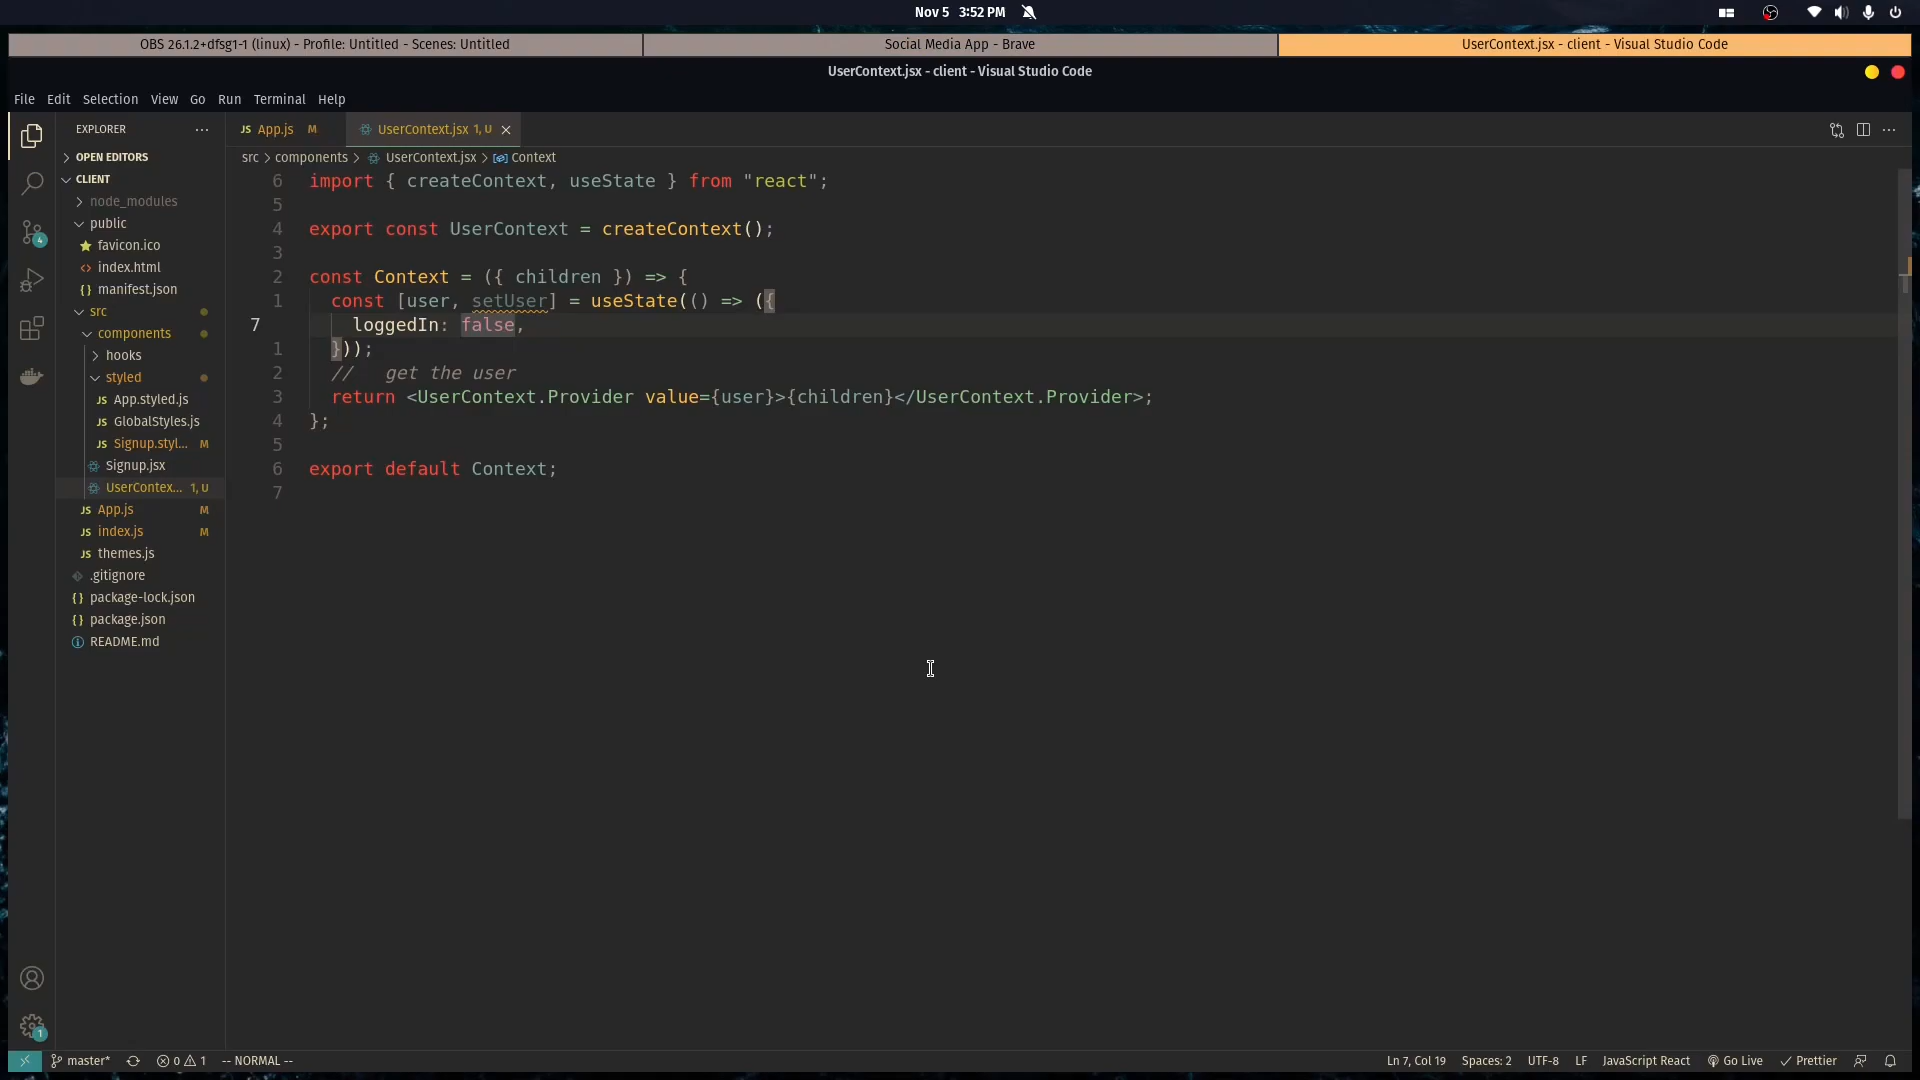 Nov 5 3:52 PM
OBS 26.1.2+dfsg1-1 (linux) - Profile: Untitled - Scenes: Untitled
Social Media App - Brave
UserContext.jsx - client - Visual Studio Code
UserContext.jsx - client - Visual Studio Code
File Edit Selection View Go Run Terminal Help
EXPLORER
JS App.js M
UserContext.jsx 1, U
OPEN EDITORS
CLIENT
node_modules
public
favicon.ico
index.html
manifest.json
src
components
hooks
styled
JS App.styled.js
JS GlobalStyles.js
JS Signup.styl... M
Signup.jsx
UserContex... 1, U
JS App.js M
JS index.js M
JS themes.js
.gitignore
{} package-lock.json
{} package.json
README.md
4
1
src > components > UserContext.jsx > Context
6 import { createContext, useState } from "react";
5
4 export const UserContext = createContext();
3
2 const Context = ({ children }) => {
1 const [user, setUser] = useState(() => ({
7 loggedIn: false,
1 }));
2 // get the user
3 return <UserContext.Provider value={user}>{children}</UserContext.Provider>;
4 };
5
6 export default Context;
7
master* 0 1 -- NORMAL -- Ln 7, Col 19 Spaces: 2 UTF-8 LF JavaScript React Go Live Prettier